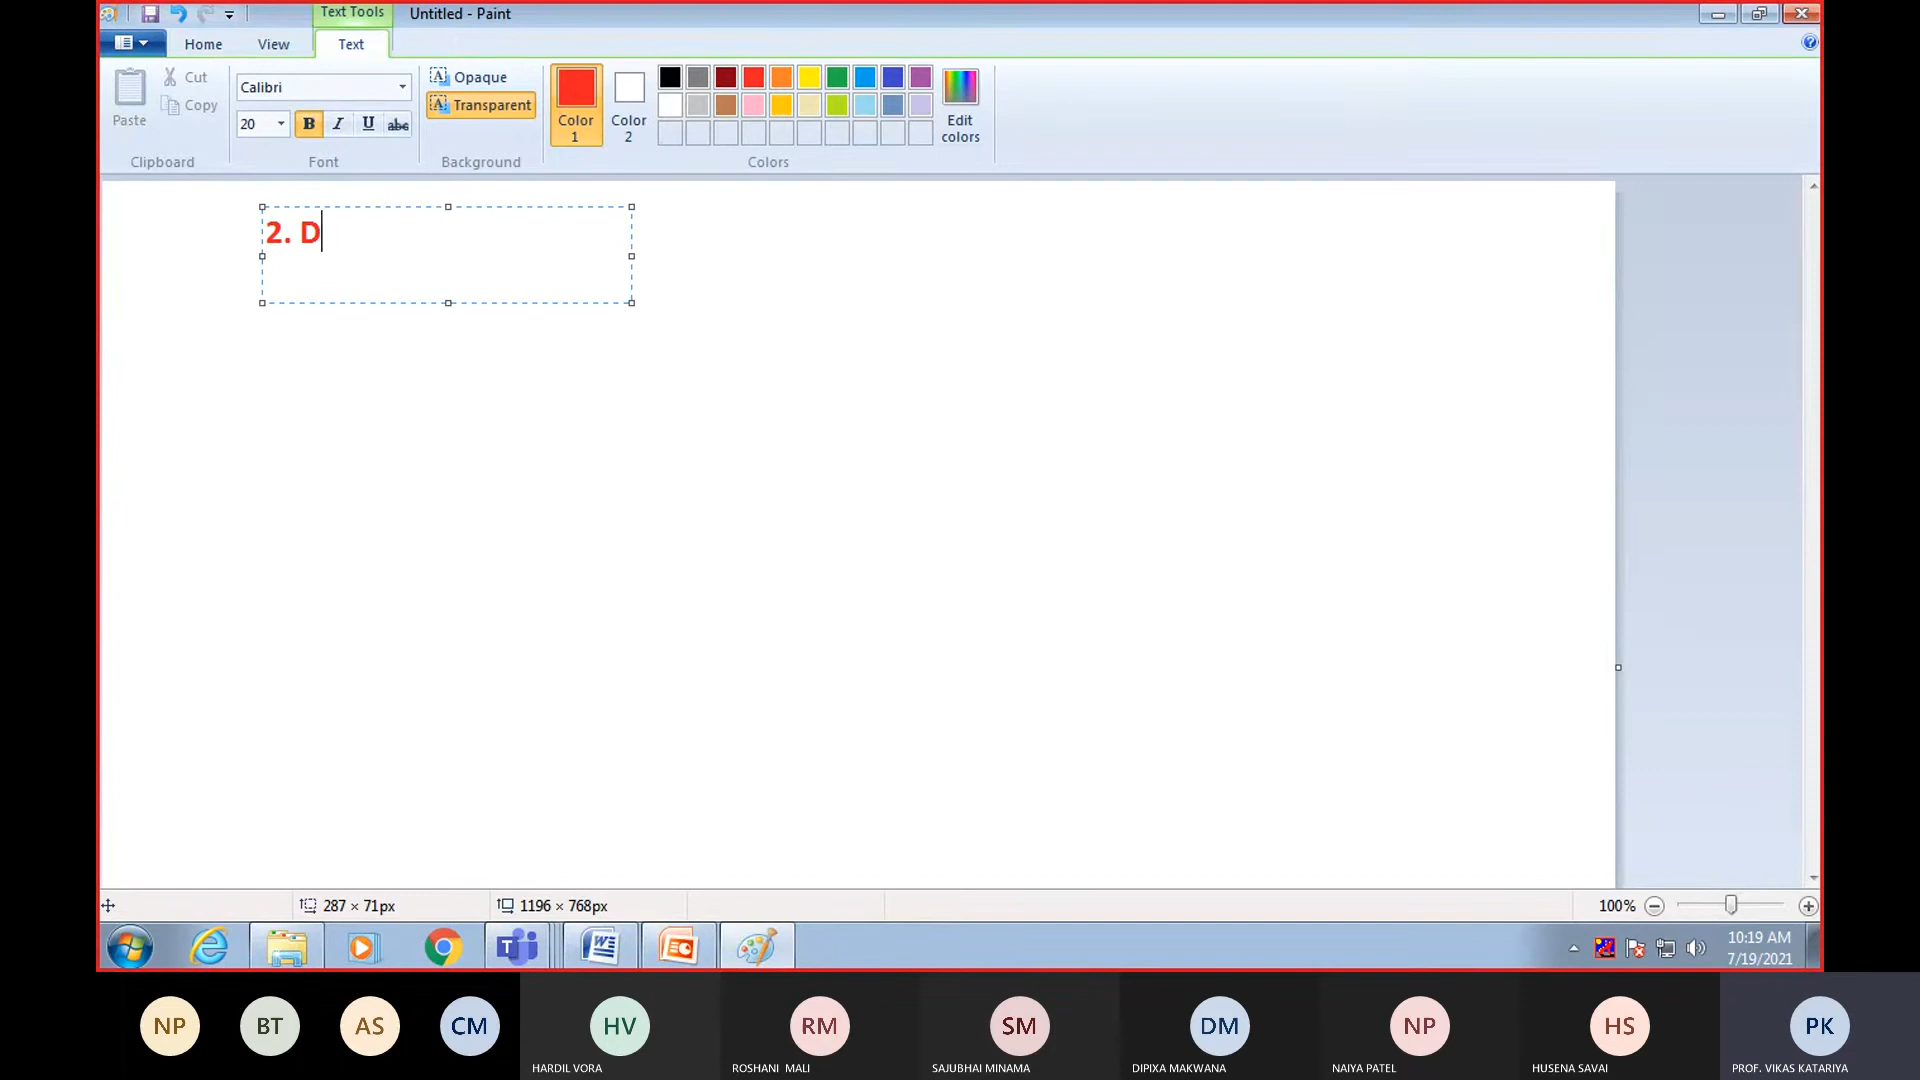 Text Tools
Untitled - Paint
Home
View
Text
Paste
Cut
Copy
Clipboard
Calibri
20
B I U abc
Font
Opaque
Transparent
Background
Color 1
Color 2
Edit colors
Colors
2. D
287 × 71px
1196 × 768px
100%
10:19 AM
7/19/2021
NP
BT
AS
CM
HV
HARDIL VORA
RM
ROSHANI MALI
SM
SAJUBHAI MINAMA
DM
DIPIXA MAKWANA
NP
NAIYA PATEL
HS
HUSENA SAVAI
PK
PROF. VIKAS KATARIYA